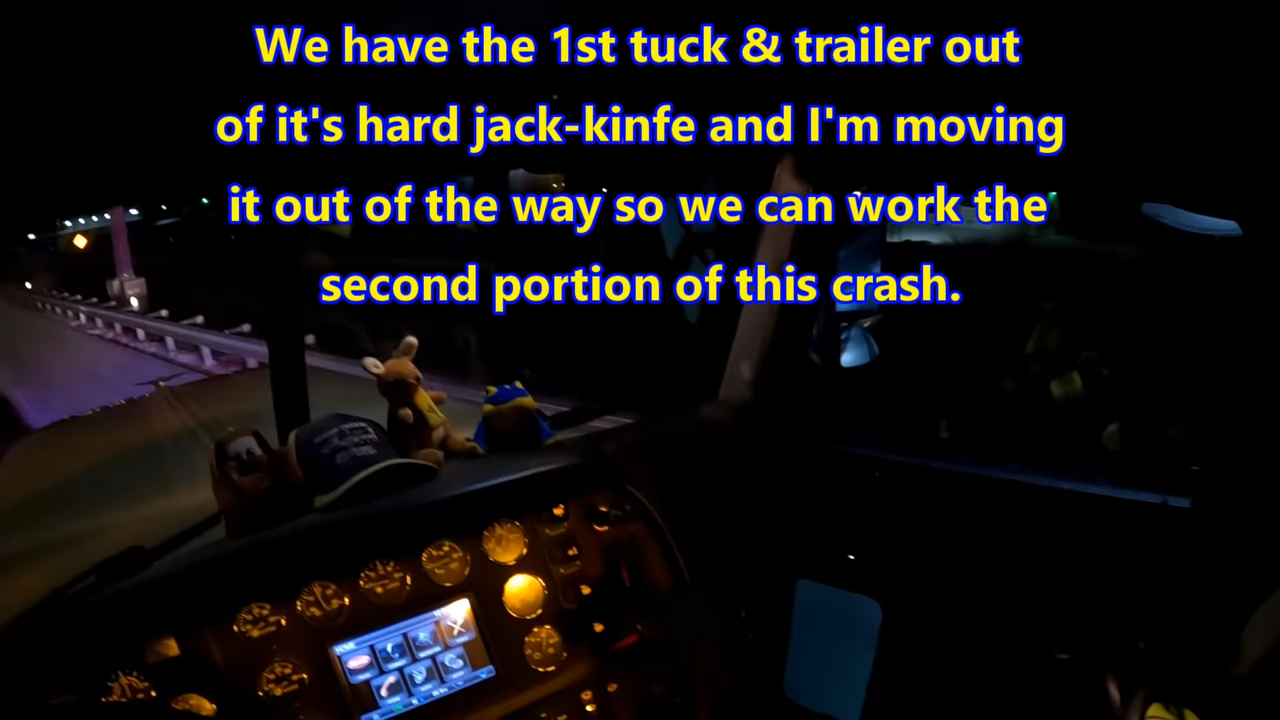 We have the 1st tuck & trailer out
of it's hard jack-kinfe and I'm moving
it out of the way so we can work the
second portion of this crash.